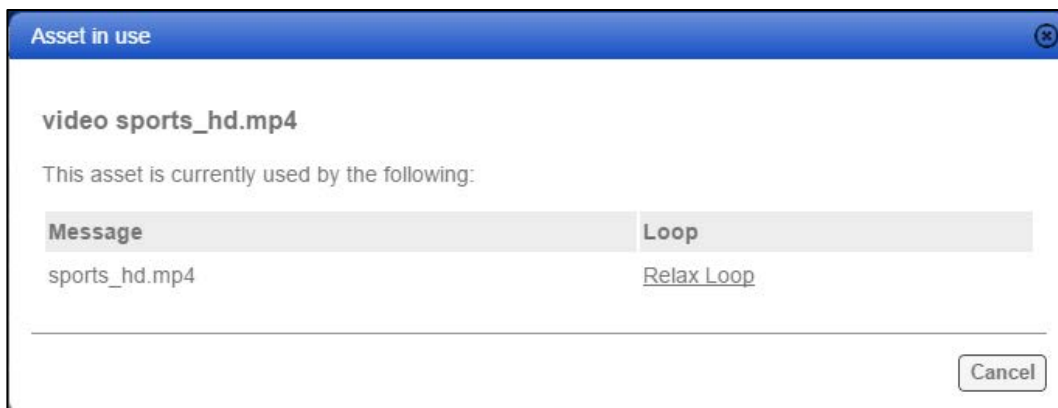 Asset in use
video sports_hd.mp4
This asset is currently used by the following:
Message Loop
sports_hd.mp4 Relax Loop
Cancel